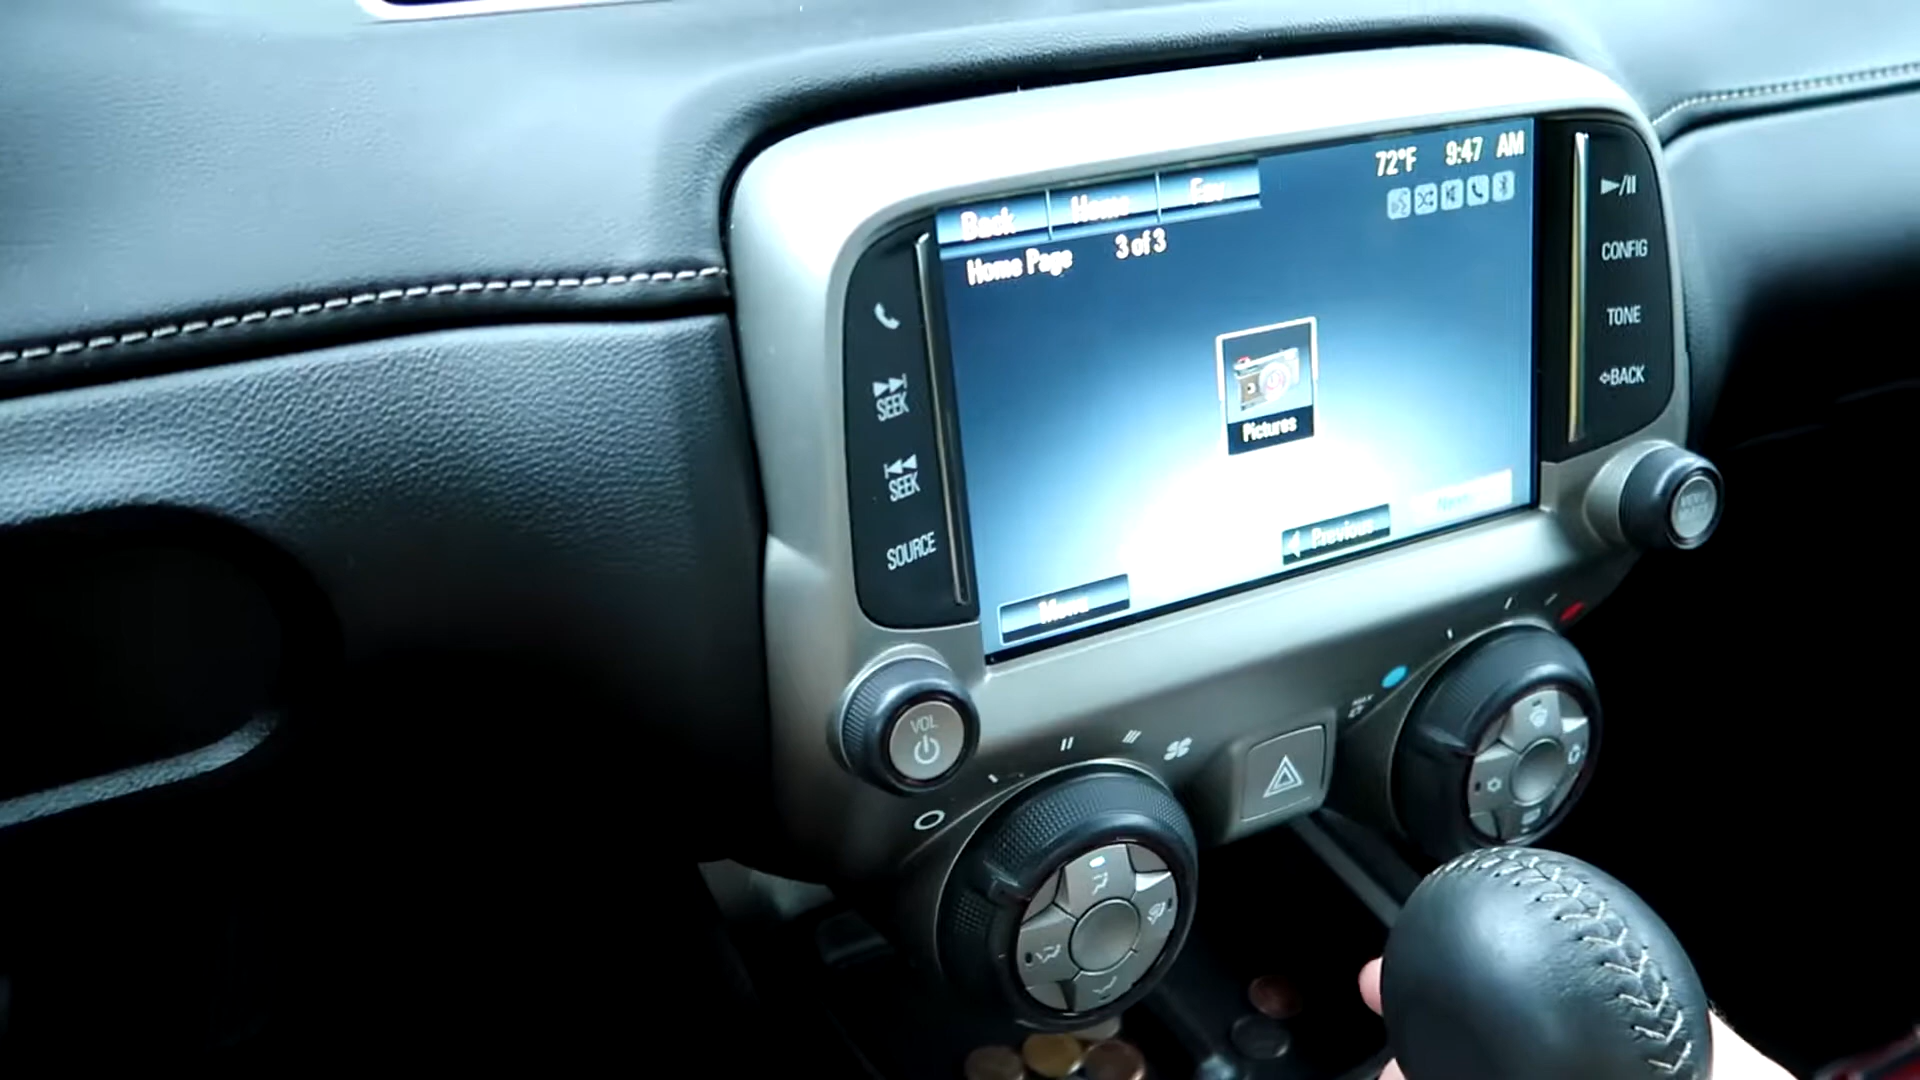 72°F 9:47 AM
Back Home Fav
Home Page 3 of 3
Pictures
Previous
Menu
SEEK
SEEK
SOURCE
VOL
CONFIG
TONE
BACK